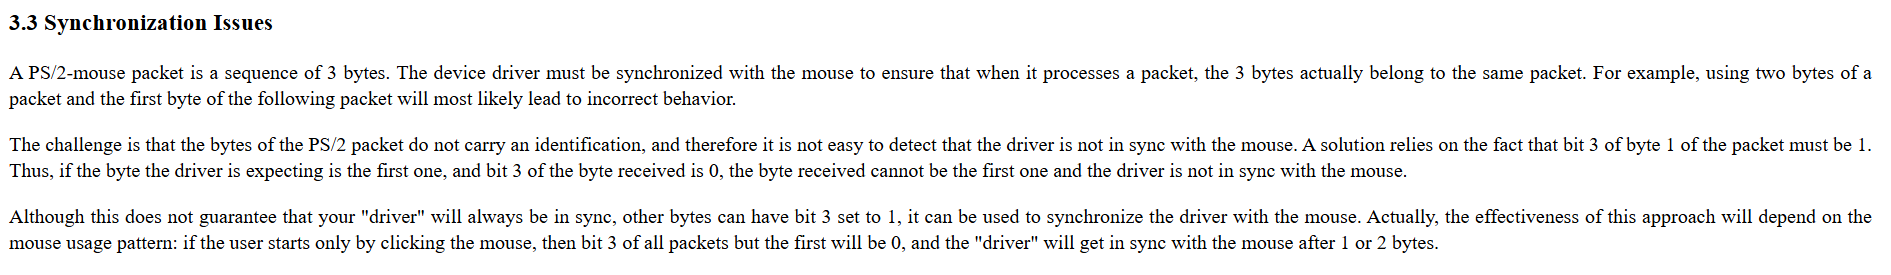 3.3 Synchronization Issues
A PS/2-mouse packet is a sequence of 3 bytes. The device driver must be synchronized with the mouse to ensure that when it processes a packet, the 3 bytes actually belong to the same packet. For example, using two bytes of a
packet and the first byte of the following packet will most likely lead to incorrect behavior.
The challenge is that the bytes of the PS/2 packet do not carry an identification, and therefore it is not easy to detect that the driver is not in sync with the mouse. A solution relies on the fact that bit 3 of byte 1 of the packet must be 1.
Thus, if the byte the driver is expecting is the first one, and bit 3 of the byte received is 0, the byte received cannot be the first one and the driver is not in sync with the mouse.
Although this does not guarantee that your "driver" will always be in sync, other bytes can have bit 3 set to 1, it can be used to synchronize the driver with the mouse. Actually, the effectiveness of this approach will depend on the
mouse usage pattern: if the user starts only by clicking the mouse, then bit 3 of all packets but the first will be 0, and the "driver" will get in sync with the mouse after 1 or 2 bytes.